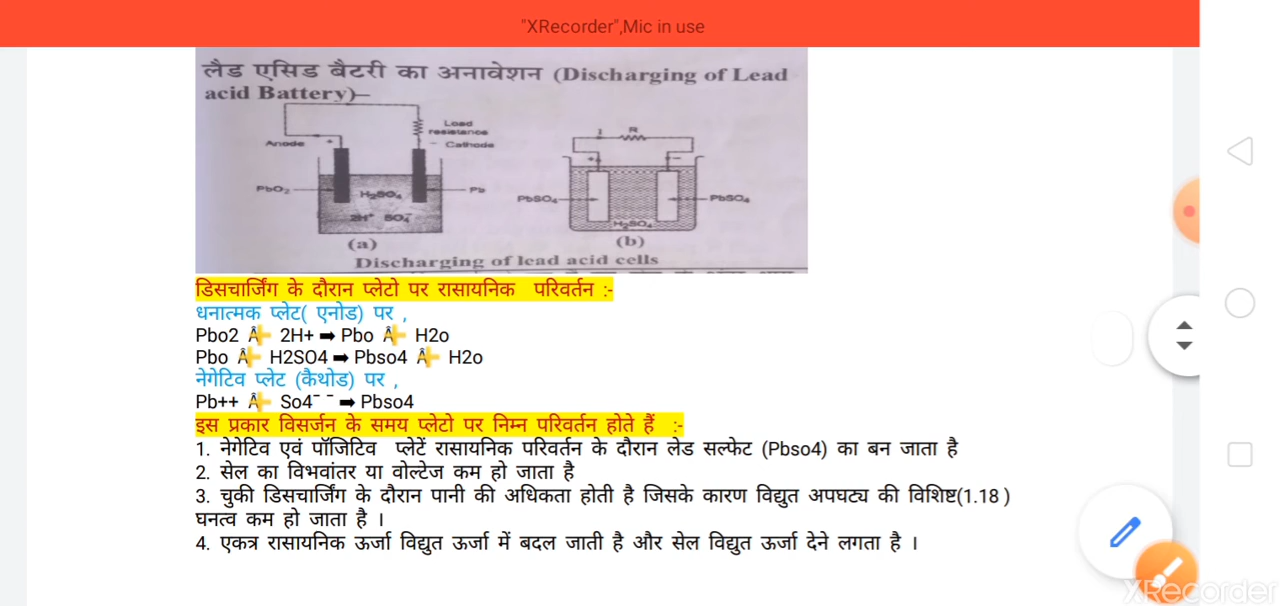 "XRecorder",Mic in use
लैड एसिड बैटरी का अनावेशन (Discharging of Lead
acid Battery)–
Load
resistance
Anode
+
– Cathode
PbO₂
H₂SO₄
Pb
2H⁺ SO₄⁻
(a)
I
R
+
–
PbSO₄
PbSO₄
H₂SO₄
(b)
Discharging of lead acid cells
डिसचार्जिंग के दौरान प्लेटो पर रासायनिक परिवर्तन :-
धनात्मक प्लेट( एनोड) पर ,
Pbo2 Â➕ 2H+ ➡ Pbo Â➕ H2o
Pbo Â➕ H2SO4 ➡ Pbso4 Â➕ H2o
नेगेटिव प्लेट (कैथोड) पर ,
Pb++ Â➕ So4¯ ¯ ➡ Pbso4
इस प्रकार विसर्जन के समय प्लेटो पर निम्न परिवर्तन होते हैं :-
1. नेगेटिव एवं पॉजिटिव प्लेटें रासायनिक परिवर्तन के दौरान लेड सल्फेट (Pbso4) का बन जाता है
2. सेल का विभवांतर या वोल्टेज कम हो जाता है
3. चुकी डिसचार्जिंग के दौरान पानी की अधिकता होती है जिसके कारण विद्युत अपघट्य की विशिष्ट(1.18 )
घनत्व कम हो जाता है ।
4. एकत्र रासायनिक ऊर्जा विद्युत ऊर्जा में बदल जाती है और सेल विद्युत ऊर्जा देने लगता है ।
XRecorder